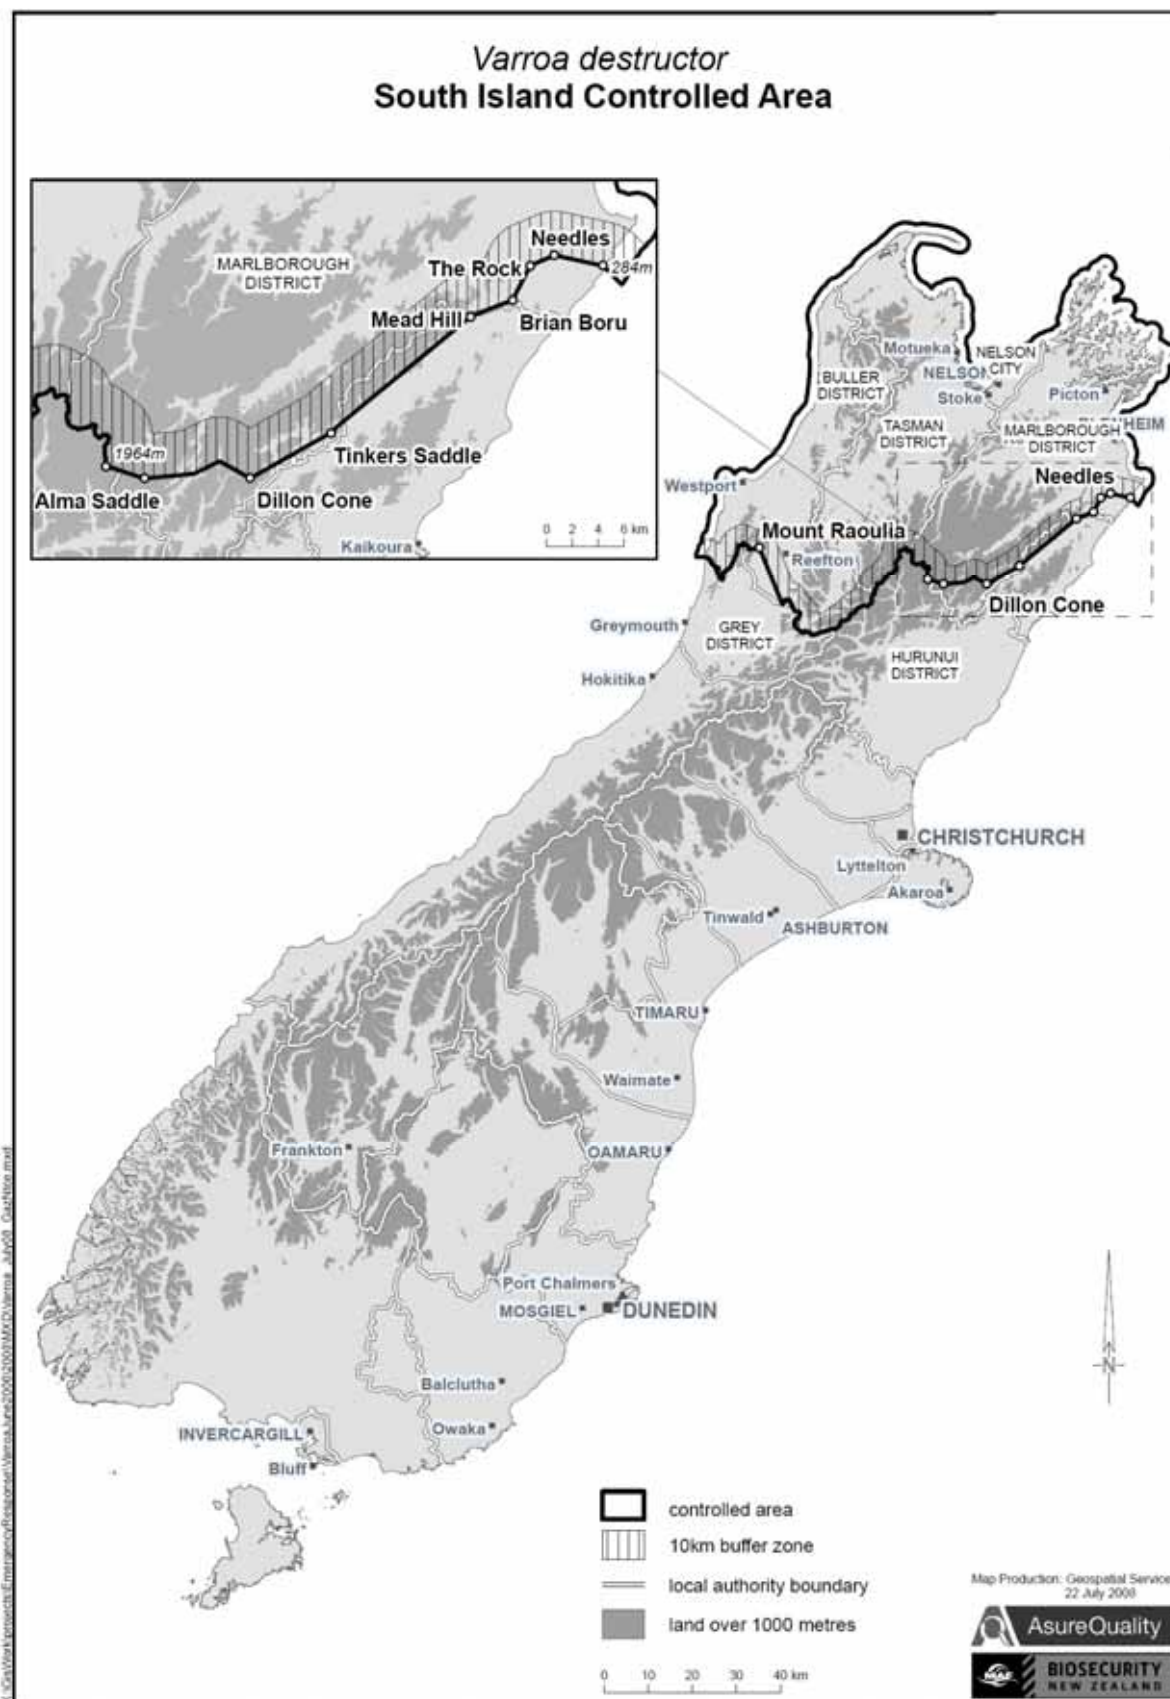 Varroa destructor
South Island Controlled Area
MARLBOROUGH
DISTRICT
Needles
The Rock
284m
Mead Hill
Brian Boru
1964m
Tinkers Saddle
Alma Saddle
Dillon Cone
Kaikoura
0 2 4 6 km
Motueka
NELSON
CITY
NELSON
Stoke
BULLER
DISTRICT
Picton
TASMAN
DISTRICT
MARLBOROUGH
DISTRICT
Needles
Westport
Mount Raoulia
Reefton
Dillon Cone
Greymouth
GREY
DISTRICT
HURUNUI
DISTRICT
Hokitika
CHRISTCHURCH
Lyttelton
Akaroa
Tinwald
ASHBURTON
TIMARU
Waimate
Frankton
OAMARU
Port Chalmers
MOSGIEL
DUNEDIN
N
Balclutha
Owaka
INVERCARGILL
Bluff
controlled area
10km buffer zone
local authority boundary
land over 1000 metres
0 10 20 30 40 km
Map Production: Geospatial Service
22 July 2008
AsureQuality
MAF
BIOSECURITY
NEW ZEALAND